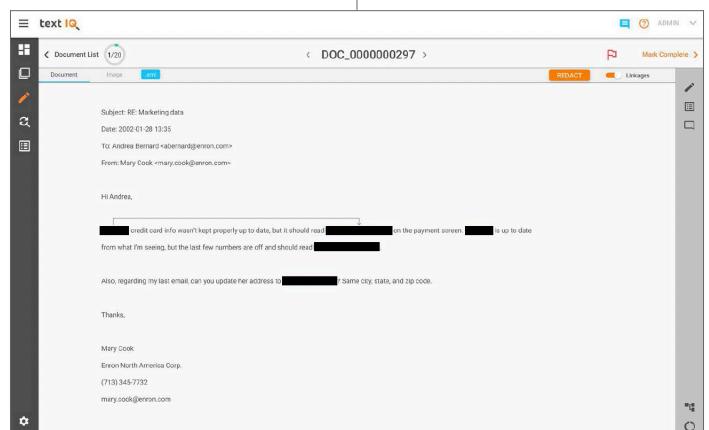 text IQ
ADMIN
Document List 1/20
DOC_0000000297
Mark Complete
Document Image .eml
REDACT Linkages
Subject: RE: Marketing data
Date: 2002-01-28 13:35
To: Andrea Bernard <abernard@enron.com>
From: Mary Cook <mary.cook@enron.com>
Hi Andrea,
credit card info wasn't kept properly up to date, but it should read on the payment screen. is up to date
from what I'm seeing, but the last few numbers are off and should read
Also, regarding my last email, can you update her address to ? Same city, state, and zip code.
Thanks,
Mary Cook
Enron North America Corp.
(713) 345-7732
mary.cook@enron.com